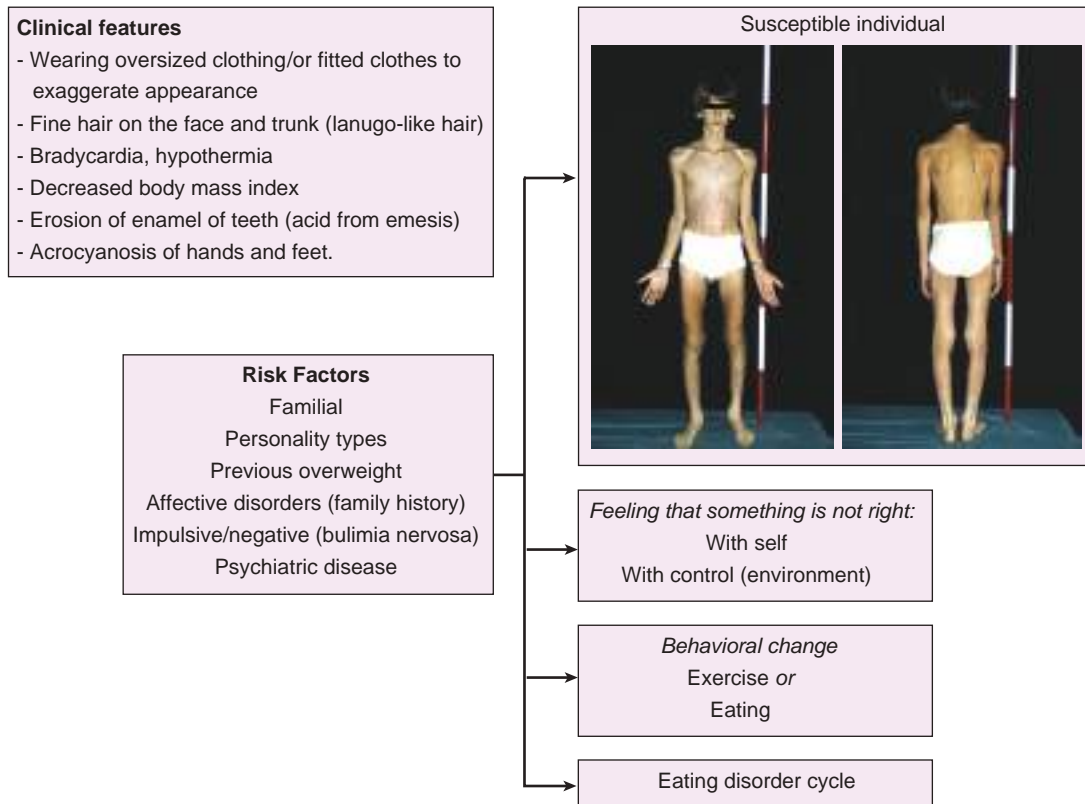 Clinical features
- Wearing oversized clothing/or fitted clothes to
exaggerate appearance
- Fine hair on the face and trunk (lanugo-like hair)
- Bradycardia, hypothermia
- Decreased body mass index
- Erosion of enamel of teeth (acid from emesis)
- Acrocyanosis of hands and feet.
Susceptible individual
Risk Factors
Familial
Personality types
Previous overweight
Affective disorders (family history)
Impulsive/negative (bulimia nervosa)
Psychiatric disease
Feeling that something is not right:
With self
With control (environment)
Behavioral change
Exercise or
Eating
Eating disorder cycle